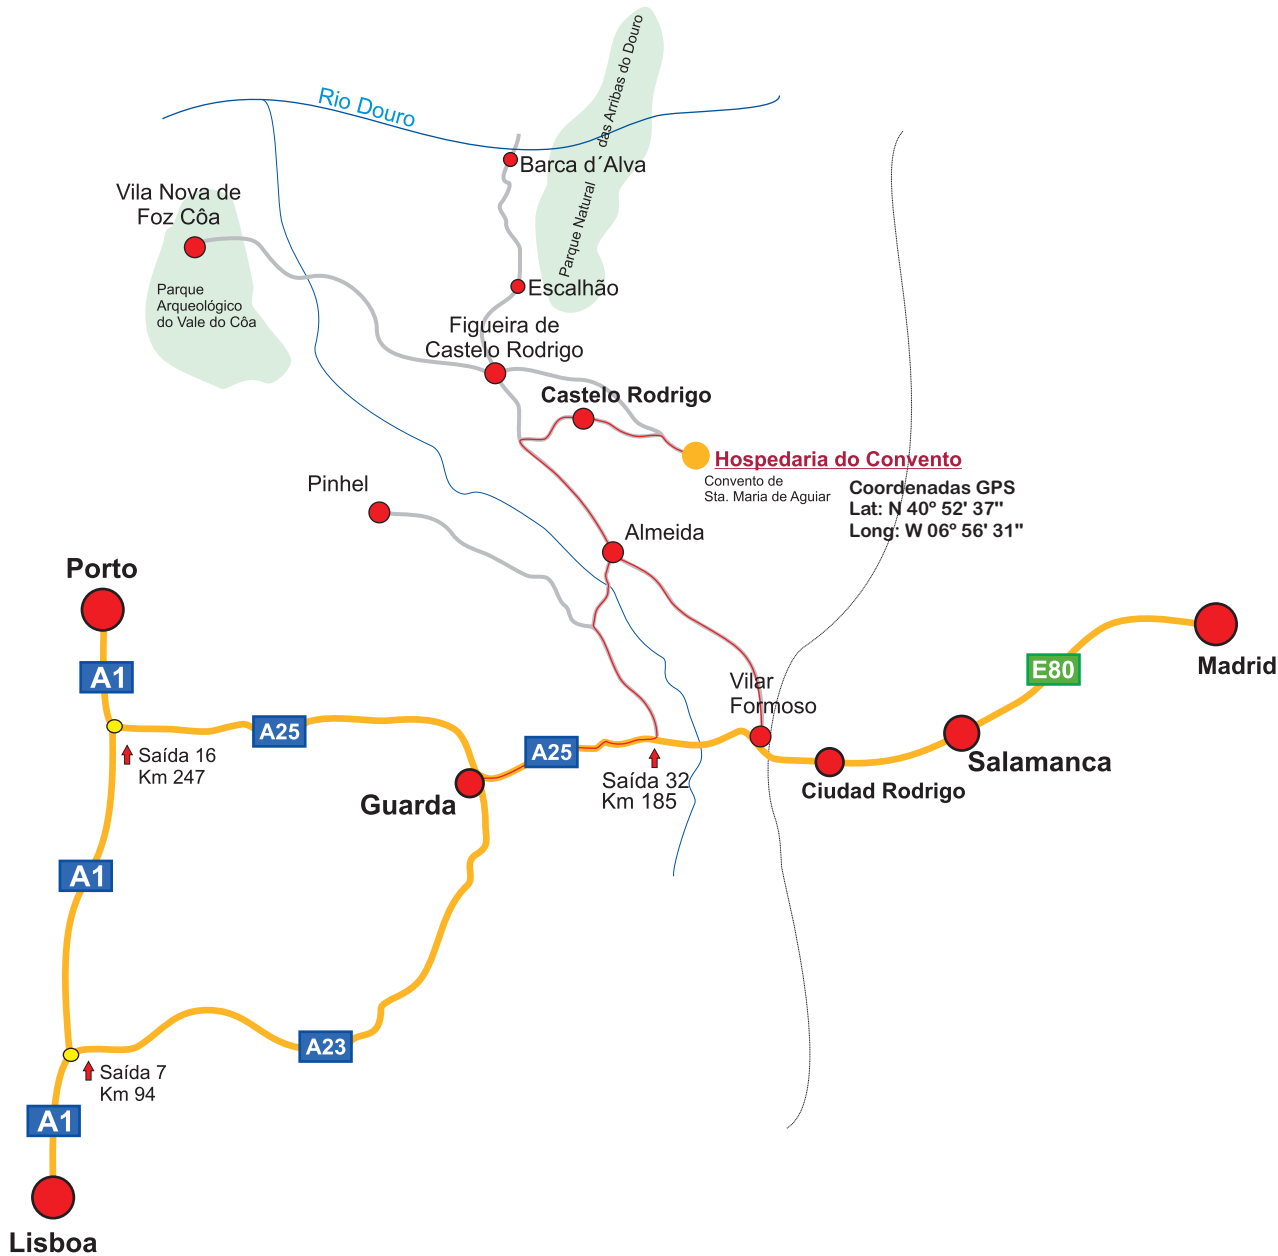 Rio Douro
Parque Natural das Arribas do Douro
Barca d´Alva
Vila Nova de
Foz Côa
Parque
Arqueológico
do Vale do Côa
Escalhão
Figueira de
Castelo Rodrigo
Castelo Rodrigo
Hospedaria do Convento
Convento de
Sta. Maria de Aguiar
Coordenadas GPS
Lat: N 40º 52' 37"
Long: W 06º 56' 31"
Pinhel
Almeida
Porto
A1
A25
Saída 16
Km 247
A25
Saída 32
Km 185
Vilar
Formoso
E80
Madrid
Salamanca
Ciudad Rodrigo
Guarda
A1
A23
Saída 7
Km 94
A1
Lisboa